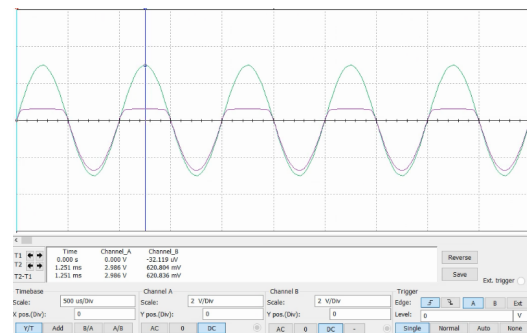 Time Channel_A Channel_B
T1 0.000 s 0.000 V -32.119 uV
T2 1.251 ms 2.986 V 620.804 mV
T2-T1 1.251 ms 2.986 V 620.836 mV
Reverse
Save
Ext. trigger
Timebase
Scale: 500 us/Div
X pos.(Div): 0
Y/T Add B/A A/B
Channel A
Scale: 2 V/Div
Y pos.(Div): 0
AC 0 DC
Channel B
Scale: 2 V/Div
Y pos.(Div): 0
AC 0 DC -
Trigger
Edge: A B Ext
Level: 0 V
Single Normal Auto None